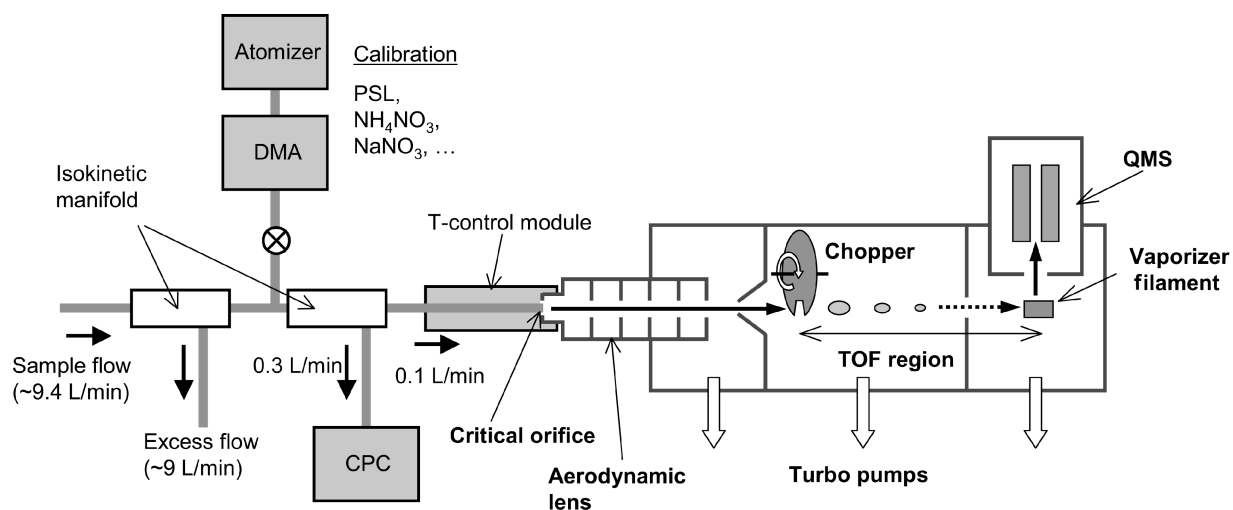 Atomizer
Calibration
PSL,
NH₄NO₃,
NaNO₃, …
DMA
Isokinetic
manifold
T-control module
QMS
Chopper
Vaporizer
filament
Sample flow
(~9.4 L/min)
0.3 L/min
0.1 L/min
TOF region
Excess flow
(~9 L/min)
CPC
Critical orifice
Aerodynamic
lens
Turbo pumps